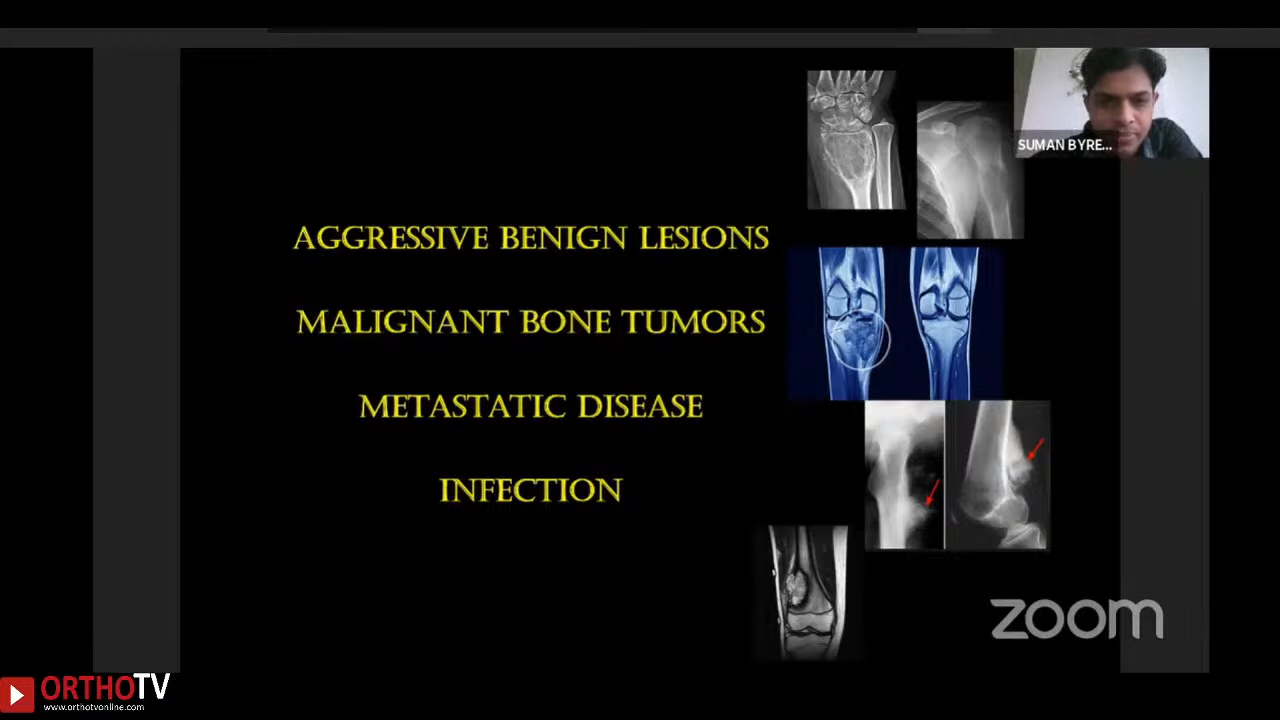 SUMAN BYRE...
AGGRESSIVE BENIGN LESIONS
MALIGNANT BONE TUMORS
METASTATIC DISEASE
INFECTION
zoom
ORTHOTV
www.orthotvonline.com